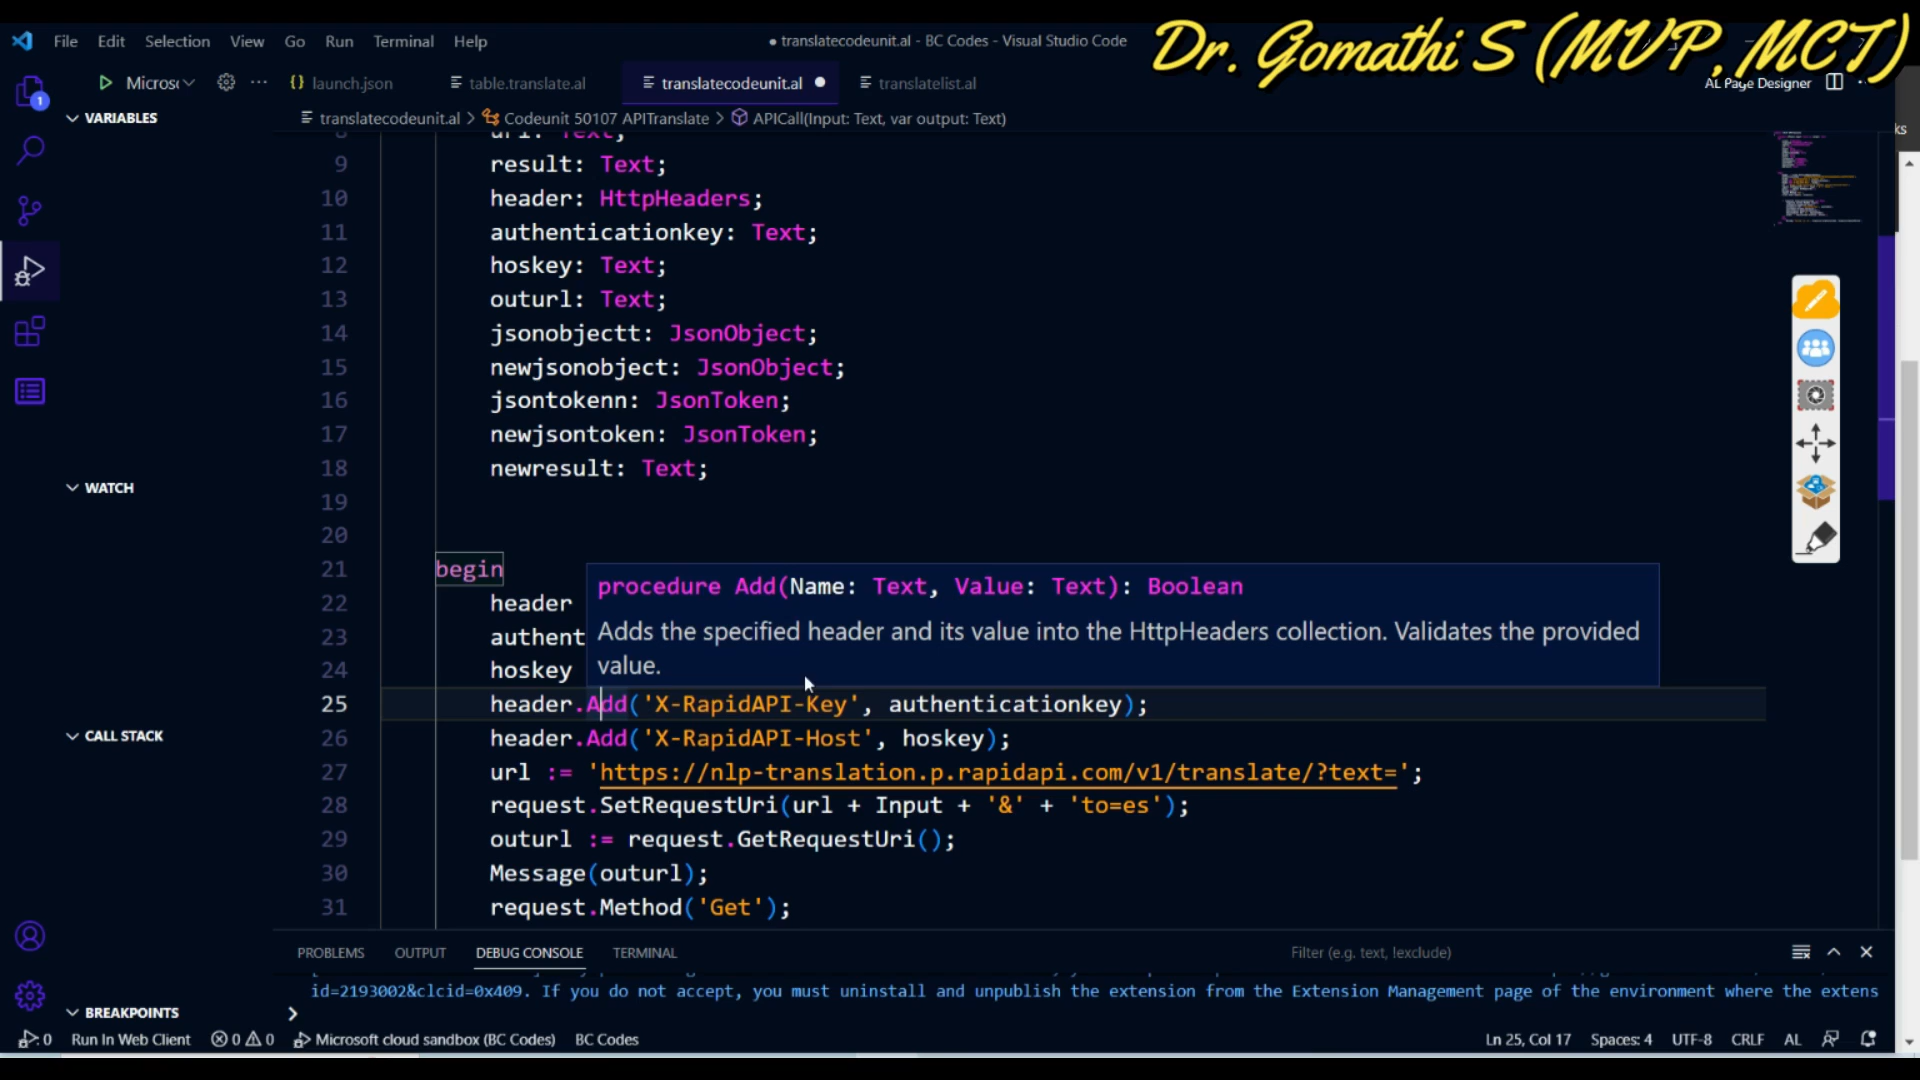 Dr. Gomathi S (MVP, MCT)
File Edit Selection View Go Run Terminal Help
● translatecodeunit.al - BC Codes - Visual Studio Code
Micros
launch.json
table.translate.al
translatecodeunit.al
translatelist.al
AL Page Designer
1
VARIABLES
translatecodeunit.al > Codeunit 50107 APITranslate > APICall(Input: Text, var output: Text)
ks
9 result: Text;
10 header: HttpHeaders;
11 authenticationkey: Text;
12 hoskey: Text;
13 outurl: Text;
14 jsonobjectt: JsonObject;
15 newjsonobject: JsonObject;
16 jsontokenn: JsonToken;
17 newjsontoken: JsonToken;
18 newresult: Text;
19
20
21 begin
22 header
23 authent
24 hoskey
procedure Add(Name: Text, Value: Text): Boolean
Adds the specified header and its value into the HttpHeaders collection. Validates the provided
value.
25 header.Add('X-RapidAPI-Key', authenticationkey);
26 header.Add('X-RapidAPI-Host', hoskey);
27 url := 'https://nlp-translation.p.rapidapi.com/v1/translate/?text=';
28 request.SetRequestUri(url + Input + '&' + 'to=es');
29 outurl := request.GetRequestUri();
30 Message(outurl);
31 request.Method('Get');
WATCH
CALL STACK
BREAKPOINTS
PROBLEMS OUTPUT DEBUG CONSOLE TERMINAL
Filter (e.g. text, !exclude)
id=2193002&clcid=0x409. If you do not accept, you must uninstall and unpublish the extension from the Extension Management page of the environment where the extens
0 Run In Web Client 0 0 Microsoft cloud sandbox (BC Codes) BC Codes
Ln 25, Col 17 Spaces: 4 UTF-8 CRLF AL